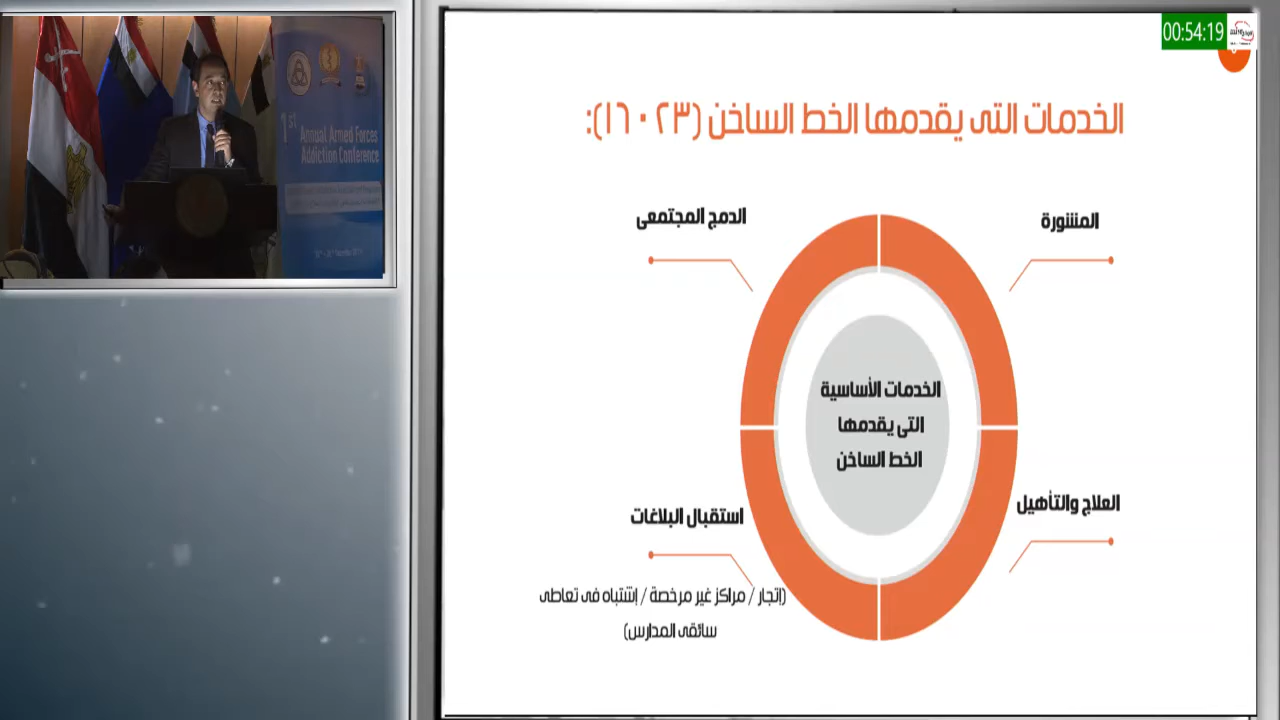 00:54:19
1st Annual Armed Forces
Addiction Conference
الخدمات التى يقدمها الخط الساخن (١٦٠٢٣):
المشورة
الدمج المجتمعى
الخدمات الأساسية
التى يقدمها
الخط الساخن
العلاج والتأهيل
استقبال البلاغات
(إتجار / مراكز غير مرخصة / إشتباه فى تعاطى
سائقى المدارس)